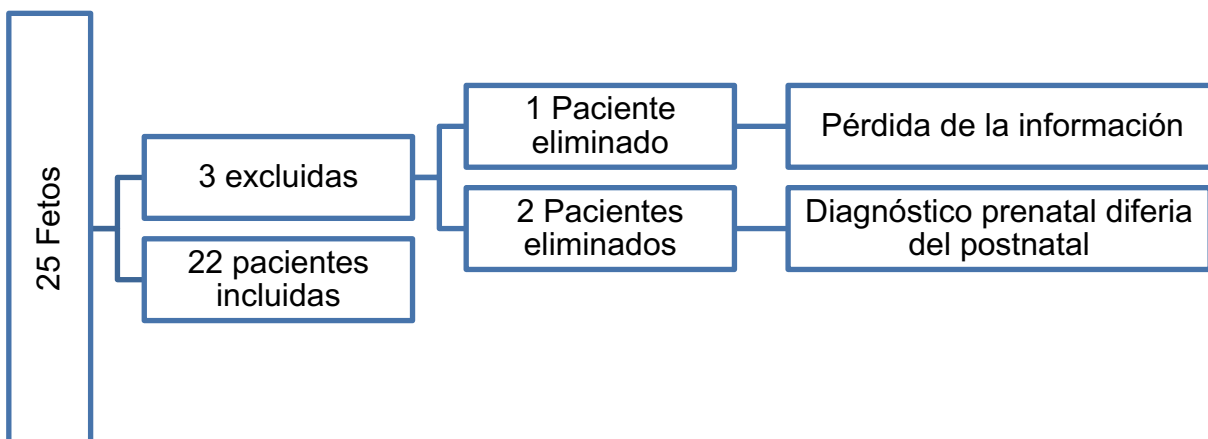 25 Fetos
3 excluidas
22 pacientes
incluidas
1 Paciente
eliminado
2 Pacientes
eliminados
Pérdida de la información
Diagnóstico prenatal diferia
del postnatal